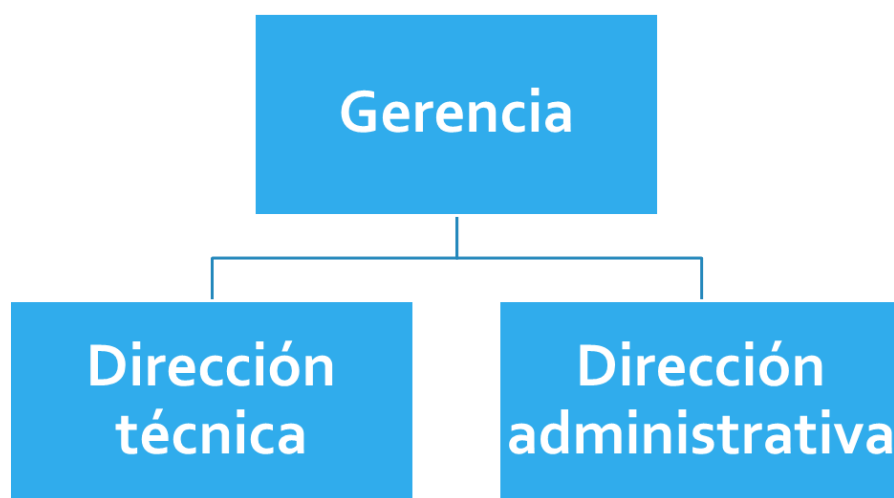 Gerencia
Dirección
técnica
Dirección
administrativa